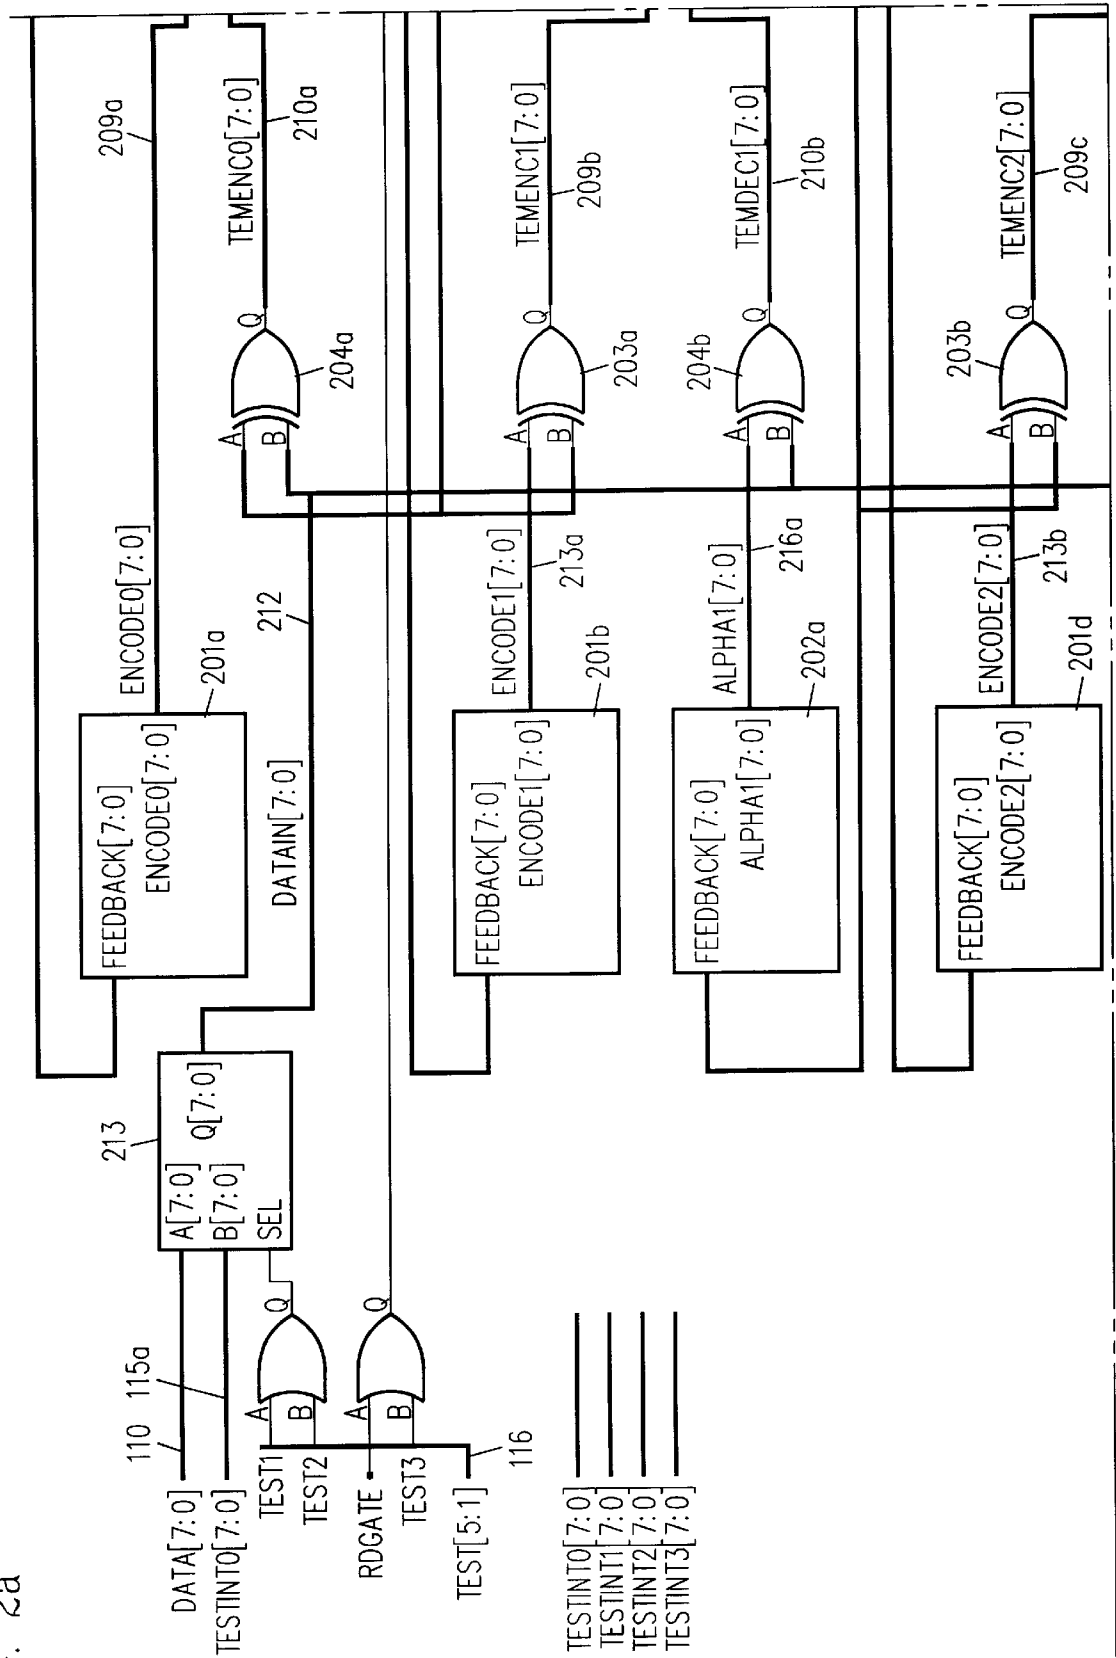 . 2a
DATA[7:0]
110
TESTINT0[7:0]
115a
TEST1
TEST2
RDGATE
TEST3
TEST[5:1]
116
A
B
Q
A
B
Q
TESTINT0[7:0]
TESTINT1[7:0]
TESTINT2[7:0]
TESTINT3[7:0]
213
A[7:0]
B[7:0]
Q[7:0]
SEL
DATAIN[7:0]
212
FEEDBACK[7:0]
ENCODE0[7:0]
201a
ENCODE0[7:0]
209a
A
B
Q
204a
TEMENC0[7:0]
210a
FEEDBACK[7:0]
ENCODE1[7:0]
201b
ENCODE1[7:0]
213a
A
B
Q
203a
TEMENC1[7:0]
209b
FEEDBACK[7:0]
ALPHA1[7:0]
202a
ALPHA1[7:0]
216a
A
B
Q
204b
TEMDEC1[7:0]
210b
FEEDBACK[7:0]
ENCODE2[7:0]
201d
ENCODE2[7:0]
213b
A
B
Q
203b
TEMENC2[7:0]
209c